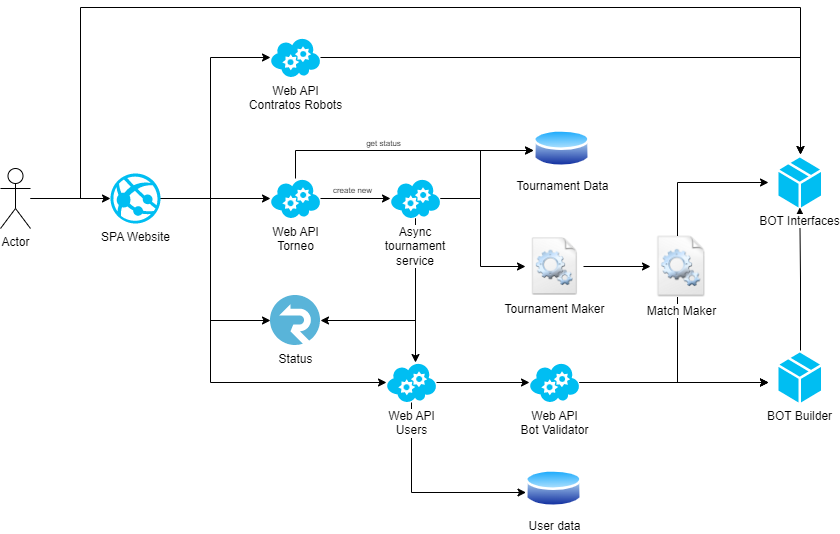 Web API
Contratos Robots
get status
Tournament Data
create new
Actor
SPA Website
Web API
Torneo
Async
tournament
service
BOT Interfaces
Tournament Maker
Match Maker
Status
Web API
Users
Web API
Bot Validator
BOT Builder
User data